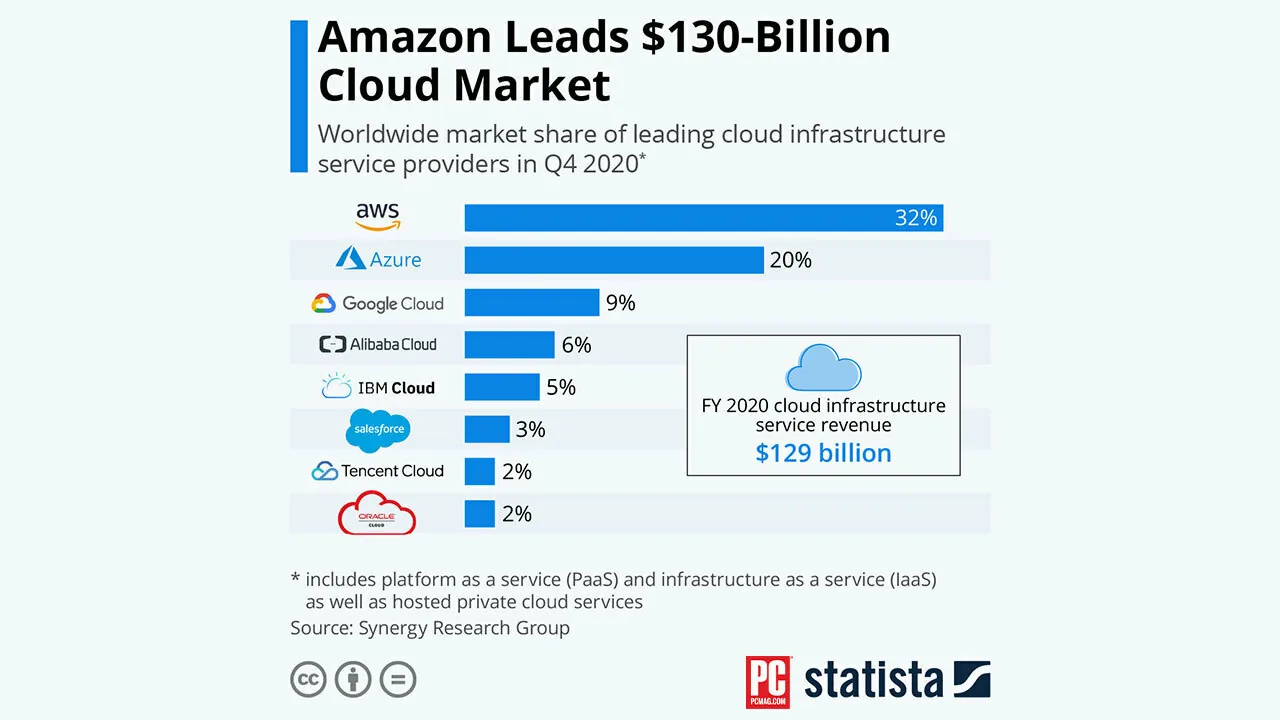 Amazon Leads $130-Billion
Cloud Market
Worldwide market share of leading cloud infrastructure
service providers in Q4 2020*
aws
32%
Azure
20%
Google Cloud
9%
Alibaba Cloud
6%
IBM Cloud
5%
salesforce
3%
Tencent Cloud
2%
ORACLE
CLOUD
2%
FY 2020 cloud infrastructure
service revenue
$129 billion
* includes platform as a service (PaaS) and infrastructure as a service (IaaS)
as well as hosted private cloud services
Source: Synergy Research Group
cc
PC
PCMAG.COM
statista